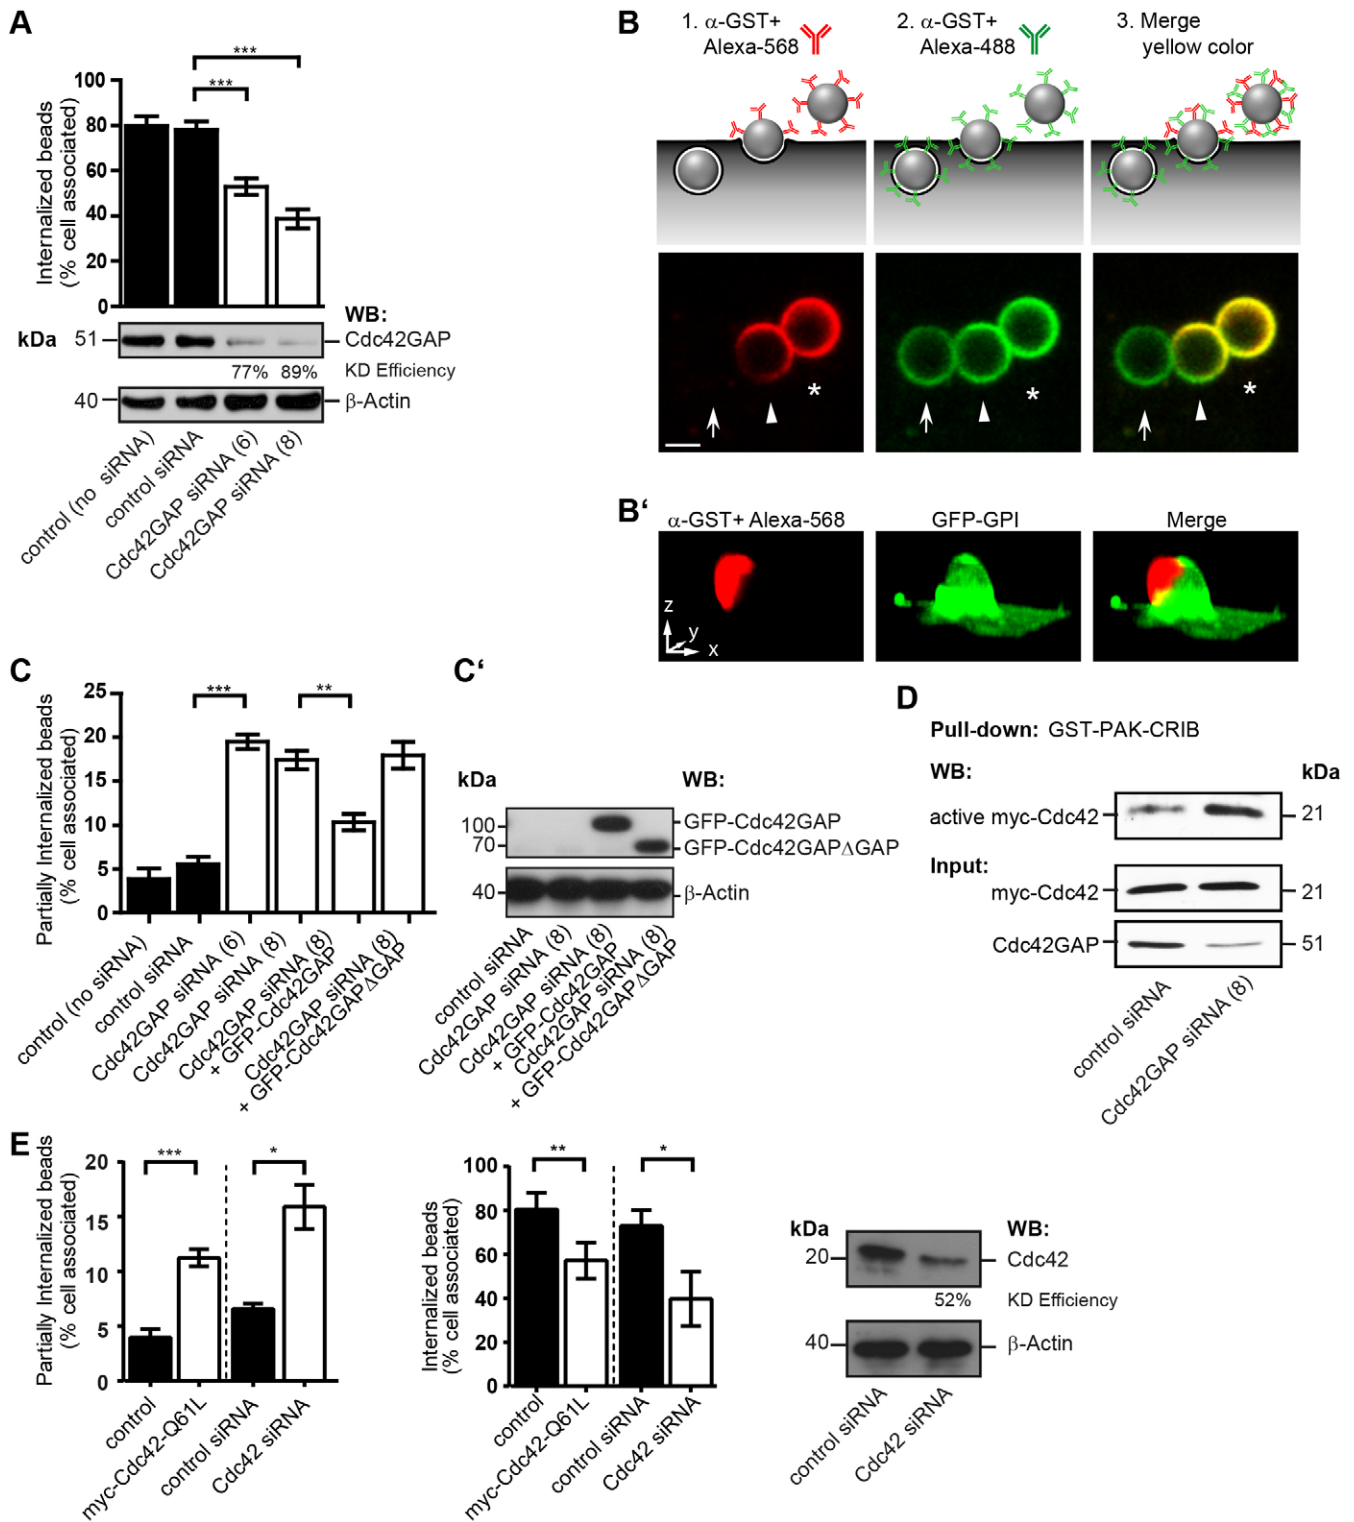 A
***
***
100
80
60
40
20
0
Internalized beads
(% cell associated)
WB:
kDa
51
Cdc42GAP
77% 89% KD Efficiency
40
β-Actin
control (no siRNA)
control siRNA
Cdc42GAP siRNA (6)
Cdc42GAP siRNA (8)
B
1. α-GST+
Alexa-568
2. α-GST+
Alexa-488
3. Merge
yellow color
*
*
*
B‘
α-GST+ Alexa-568
GFP-GPI
Merge
z
y
x
C
***
**
25
20
15
10
5
0
Partially Internalized beads
(% cell associated)
control (no siRNA)
control siRNA
Cdc42GAP siRNA (6)
Cdc42GAP siRNA (8)
Cdc42GAP siRNA (8)
+ GFP-Cdc42GAP
Cdc42GAP siRNA (8)
+ GFP-Cdc42GAPΔGAP
C‘
kDa
WB:
100
70
GFP-Cdc42GAP
GFP-Cdc42GAPΔGAP
40
β-Actin
control siRNA
Cdc42GAP siRNA (8)
Cdc42GAP siRNA (8)
+ GFP-Cdc42GAP
Cdc42GAP siRNA (8)
+ GFP-Cdc42GAPΔGAP
D
Pull-down: GST-PAK-CRIB
WB:
kDa
active myc-Cdc42
21
Input:
myc-Cdc42
21
Cdc42GAP
51
control siRNA
Cdc42GAP siRNA (8)
E
***
*
20
15
10
5
0
Partially Internalized beads
(% cell associated)
control
myc-Cdc42-Q61L
control siRNA
Cdc42 siRNA
**
*
100
80
60
40
20
0
Internalized beads
(% cell associated)
control
myc-Cdc42-Q61L
control siRNA
Cdc42 siRNA
kDa
WB:
20
Cdc42
52% KD Efficiency
40
β-Actin
control siRNA
Cdc42 siRNA